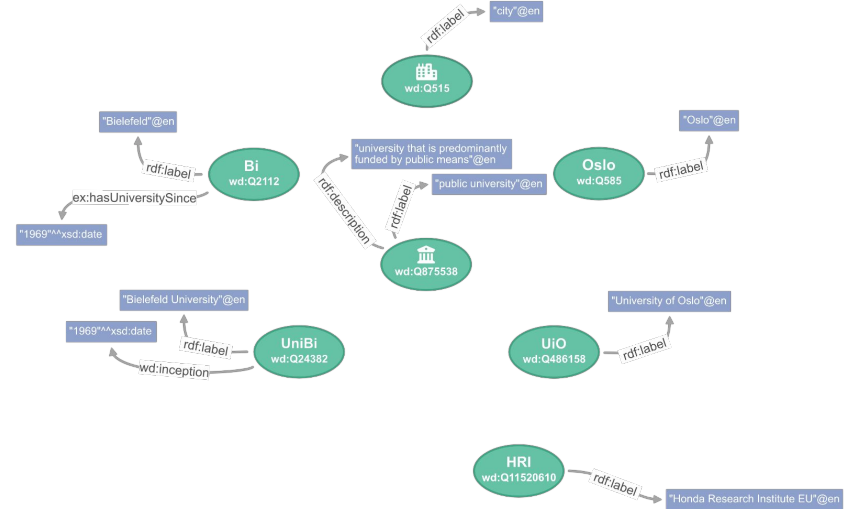 "city"@en
rdf:label
wd:Q515
"Bielefeld"@en
"Oslo"@en
"university that is predominantly
funded by public means"@en
Bi
wd:Q2112
rdf:label
Oslo
wd:Q585
rdf:label
"public university"@en
ex:hasUniversitySince
rdf:description
rdf:label
"1969"^^xsd:date
wd:Q875538
"Bielefeld University"@en
"University of Oslo"@en
"1969"^^xsd:date
rdf:label
UniBi
wd:Q24382
UiO
wd:Q486158
rdf:label
wd:inception
HRI
wd:Q11520610
rdf:label
"Honda Research Institute EU"@en